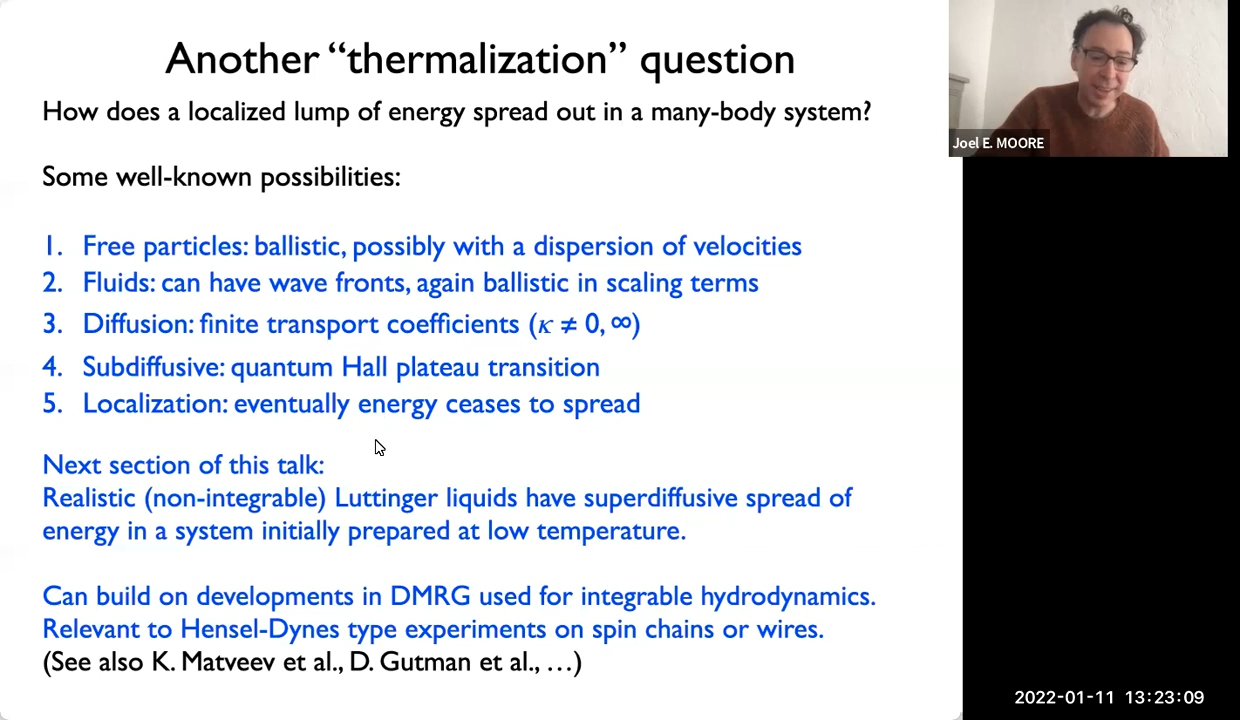 Another “thermalization” question
How does a localized lump of energy spread out in a many-body system?
Some well-known possibilities:
1. Free particles: ballistic, possibly with a dispersion of velocities
2. Fluids: can have wave fronts, again ballistic in scaling terms
3. Diffusion: finite transport coefficients (κ ≠ 0, ∞)
4. Subdiffusive: quantum Hall plateau transition
5. Localization: eventually energy ceases to spread
Next section of this talk:
Realistic (non-integrable) Luttinger liquids have superdiffusive spread of
energy in a system initially prepared at low temperature.
Can build on developments in DMRG used for integrable hydrodynamics.
Relevant to Hensel-Dynes type experiments on spin chains or wires.
(See also K. Matveev et al., D. Gutman et al., …)
Joel E. MOORE
2022-01-11 13:23:09